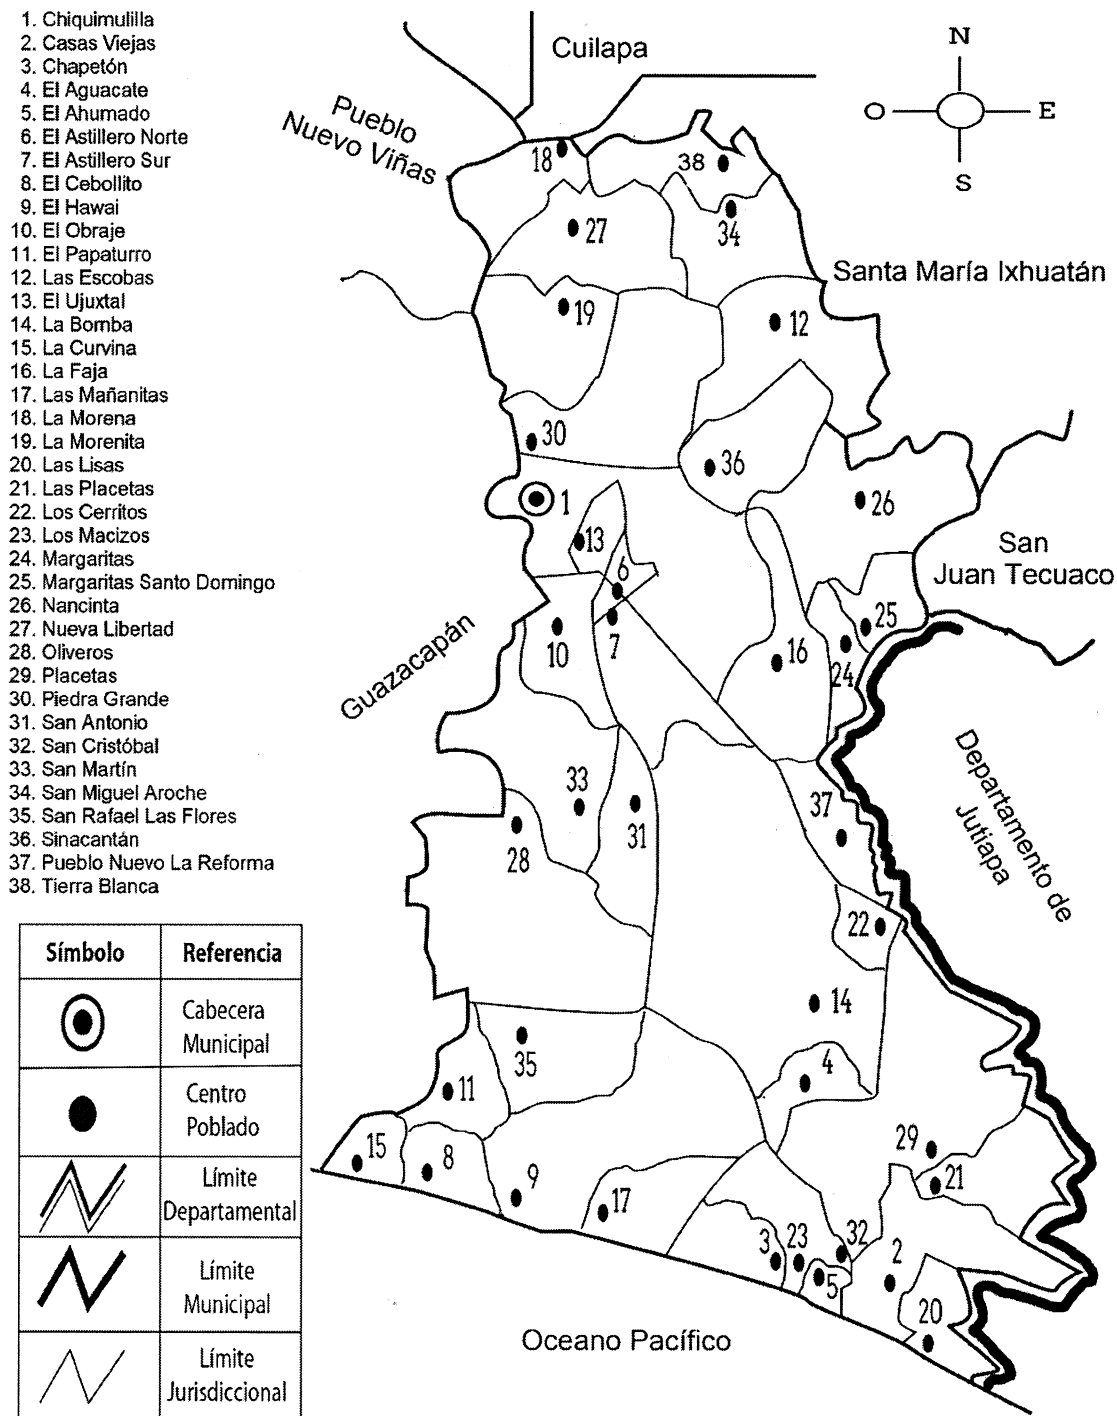 1. Chiquimulilla
2. Casas Viejas
3. Chapetón
4. El Aguacate
5. El Ahumado
6. El Astillero Norte
7. El Astillero Sur
8. El Cebollito
9. El Hawai
10. El Obraje
11. El Papaturro
12. Las Escobas
13. El Ujuxtal
14. La Bomba
15. La Curvina
16. La Faja
17. Las Mañanitas
18. La Morena
19. La Morenita
20. Las Lisas
21. Las Placetas
22. Los Cerritos
23. Los Macizos
24. Margaritas
25. Margaritas Santo Domingo
26. Nancinta
27. Nueva Libertad
28. Oliveros
29. Placetas
30. Piedra Grande
31. San Antonio
32. San Cristóbal
33. San Martín
34. San Miguel Aroche
35. San Rafael Las Flores
36. Sinacantán
37. Pueblo Nuevo La Reforma
38. Tierra Blanca
Símbolo Referencia
Cabecera
Municipal
Centro
Poblado
Límite
Departamental
Límite
Municipal
Límite
Jurisdiccional
Cuilapa
Pueblo
Nuevo Viñas
N
O E
S
Santa María Ixhuatán
San
Juan Tecuaco
Guazacapán
Departamento de
Jutiapa
Oceano Pacífico
18
38
27
34
19
12
30
36
1
26
13
6
25
10
7
16
24
33
37
31
28
22
14
35
4
11
29
15
8
21
9
17
3
23
32
2
5
20